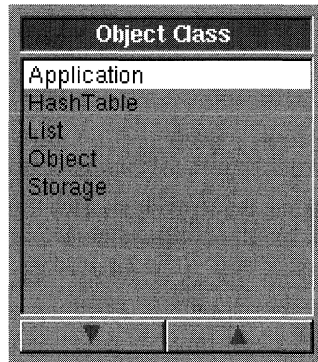 Object Class
Application
HashTable
List
Object
Storage